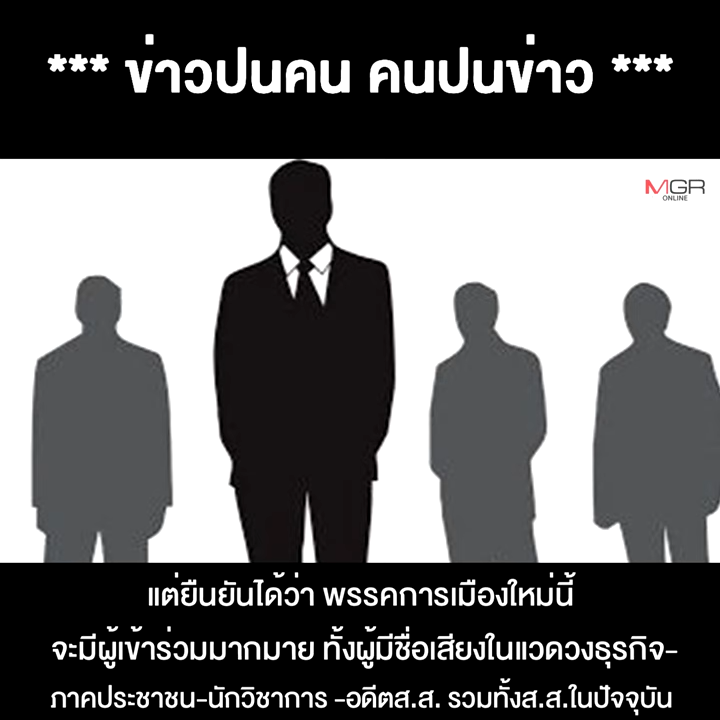 *** ข่าวปนคน คนปนข่าว ***
MGR
ONLINE
แต่ยืนยันได้ว่า พรรคการเมืองใหม่นี้
จะมีผู้เข้าร่วมมากมาย ทั้งผู้มีชื่อเสียงในแวดวงธุรกิจ-
ภาคประชาชน-นักวิชาการ -อดีตส.ส. รวมทั้งส.ส.ในปัจจุบัน